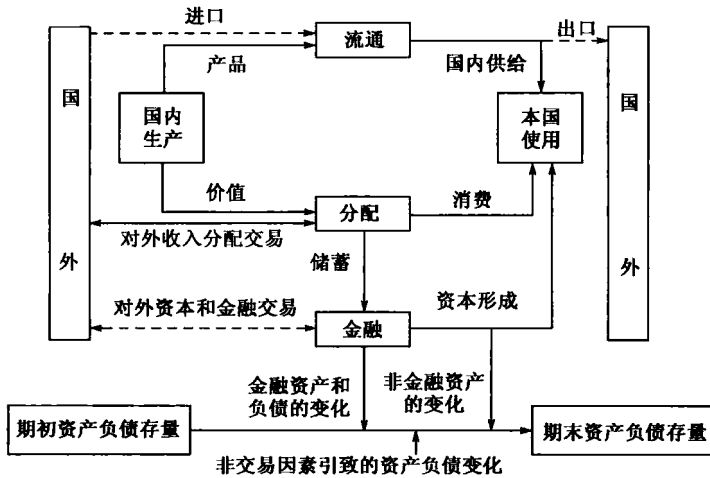 进口
流通
出口
产品
国内供给
国
外
国内
生产
本国
使用
国
外
价值
分配
消费
对外收入分配交易
储蓄
对外资本和金融交易
金融
资本形成
金融资产和
负债的变化
非金融资产
的变化
期初资产负债存量
期末资产负债存量
非交易因素引致的资产负债变化